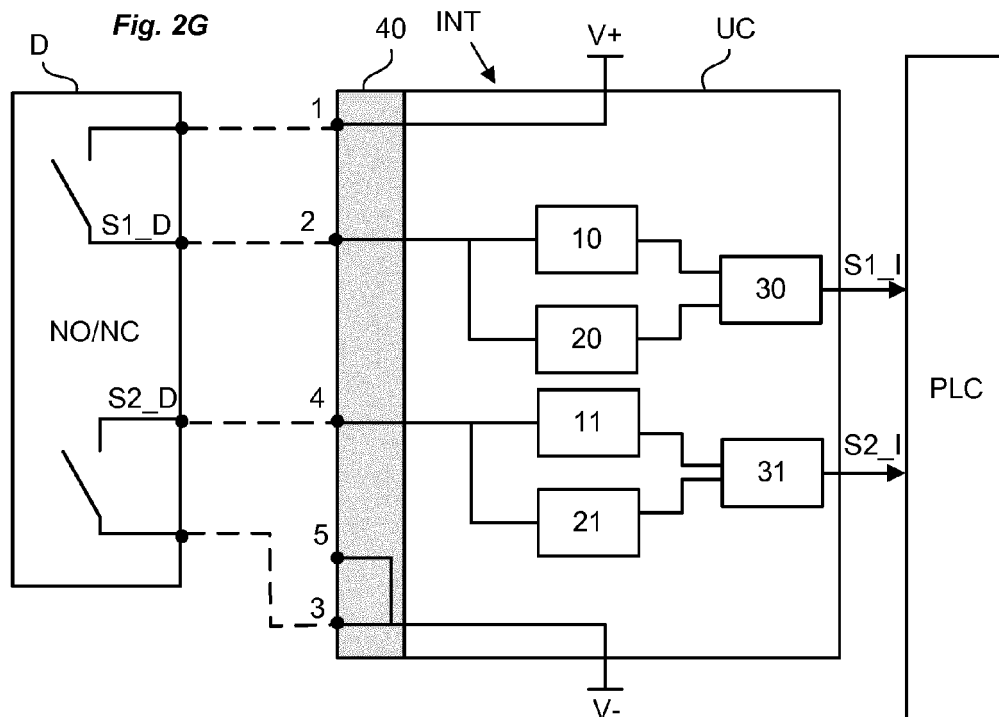 Fig. 2G
D
40
INT
V+
UC
1
S1_D
2
10
20
30
S1_I
NO/NC
PLC
S2_D
4
11
21
31
S2_I
5
3
V-